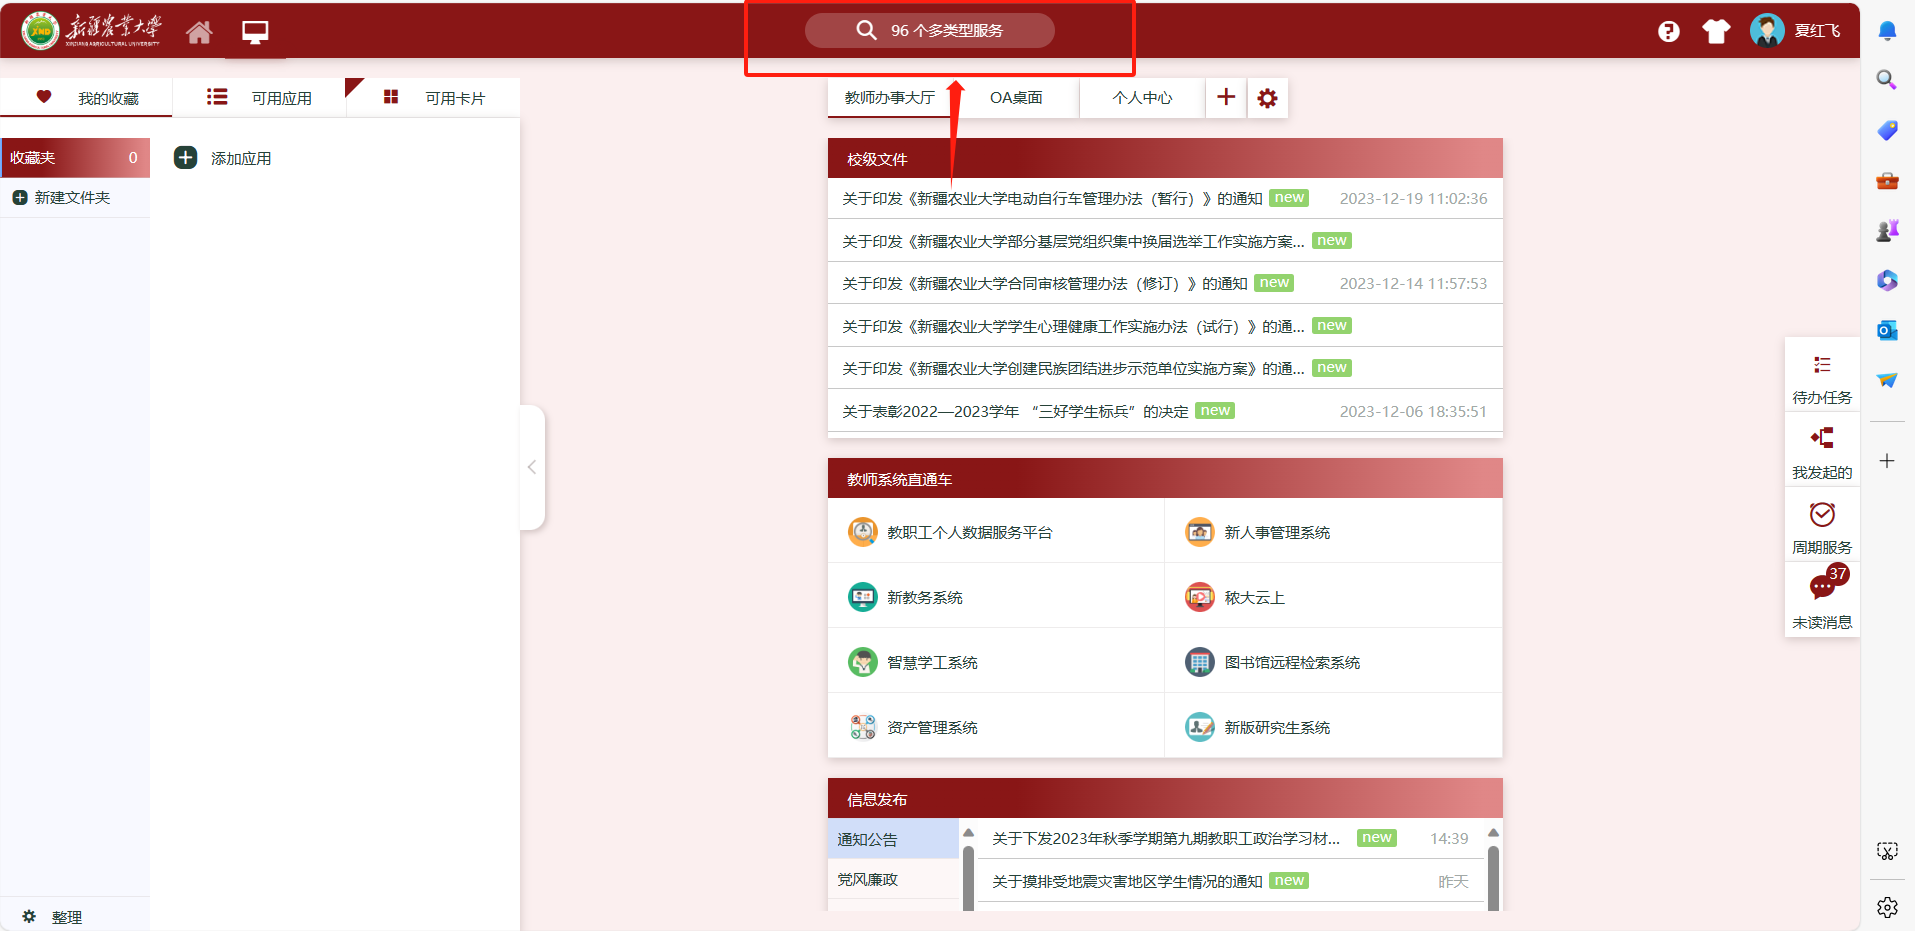 新疆农业大学
XINJIANG AGRICULTURAL UNIVERSITY
96 个多类型服务
夏红飞
我的收藏
可用应用
可用卡片
收藏夹 0
新建文件夹
添加应用
整理
教师办事大厅
OA桌面
个人中心
校级文件
关于印发《新疆农业大学电动自行车管理办法（暂行）》的通知 new 2023-12-19 11:02:36
关于印发《新疆农业大学部分基层党组织集中换届选举工作实施方案... new
关于印发《新疆农业大学合同审核管理办法（修订）》的通知 new 2023-12-14 11:57:53
关于印发《新疆农业大学学生心理健康工作实施办法（试行）》的通... new
关于印发《新疆农业大学创建民族团结进步示范单位实施方案》的通... new
关于表彰2022—2023学年 “三好学生标兵”的决定 new 2023-12-06 18:35:51
教师系统直通车
教职工个人数据服务平台
新人事管理系统
新教务系统
秾大云上
智慧学工系统
图书馆远程检索系统
资产管理系统
新版研究生系统
信息发布
通知公告
党风廉政
关于下发2023年秋季学期第九期教职工政治学习材... new 14:39
关于摸排受地震灾害地区学生情况的通知 new 昨天
待办任务
我发起的
周期服务
37
未读消息